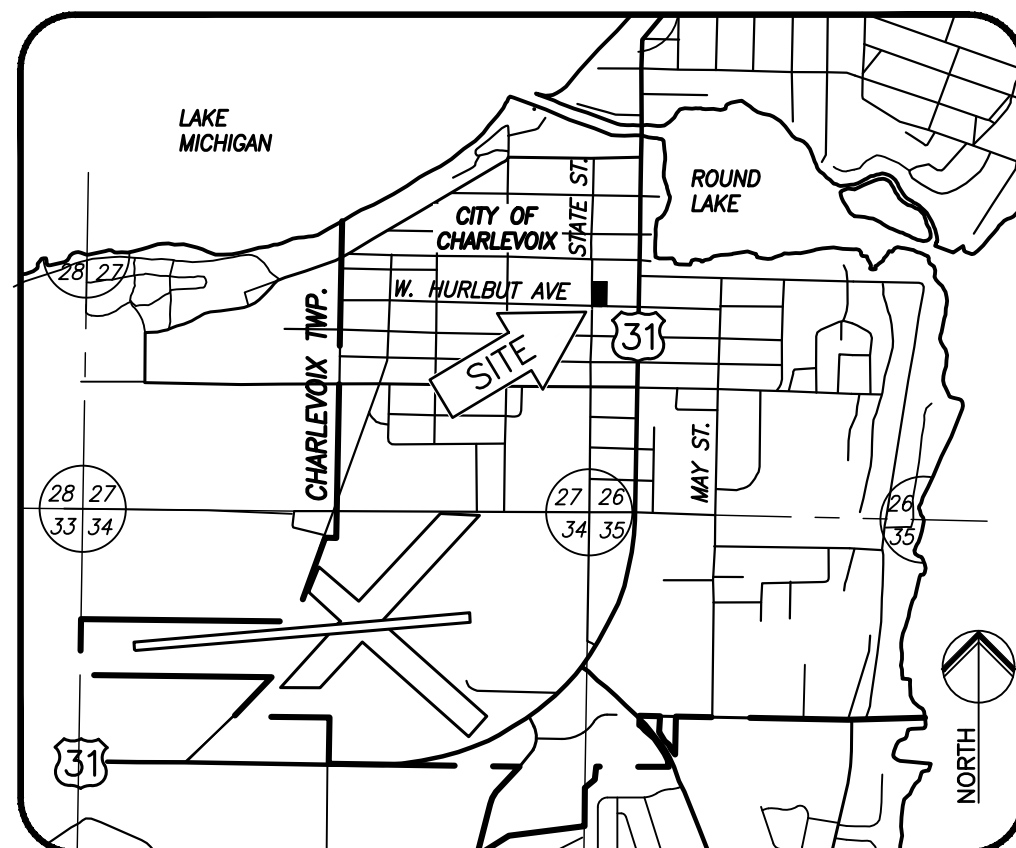 LAKE
MICHIGAN
ROUND
LAKE
STATE ST.
CITY OF
CHARLEVOIX
28 27
W. HURLBUT AVE
31
SITE
CHARLEVOIX TWP.
MAY ST.
28 27
33 34
27 26
34 35
26
35
31
NORTH